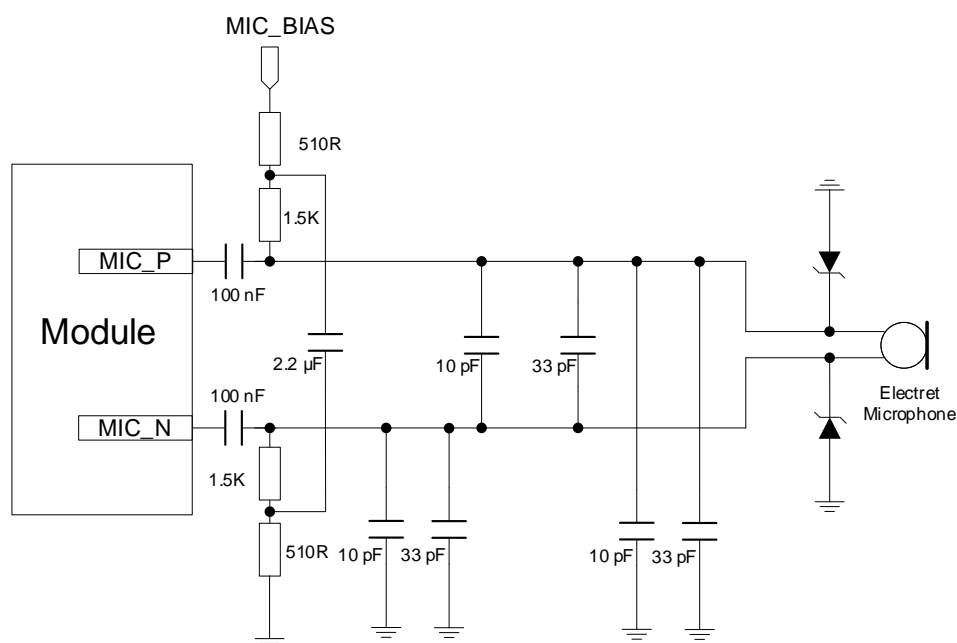 MIC_BIAS
510R
1.5K
MIC_P
100 nF
Module
2.2 µF
10 pF
33 pF
Electret
Microphone
100 nF
MIC_N
1.5K
510R
10 pF
33 pF
10 pF
33 pF